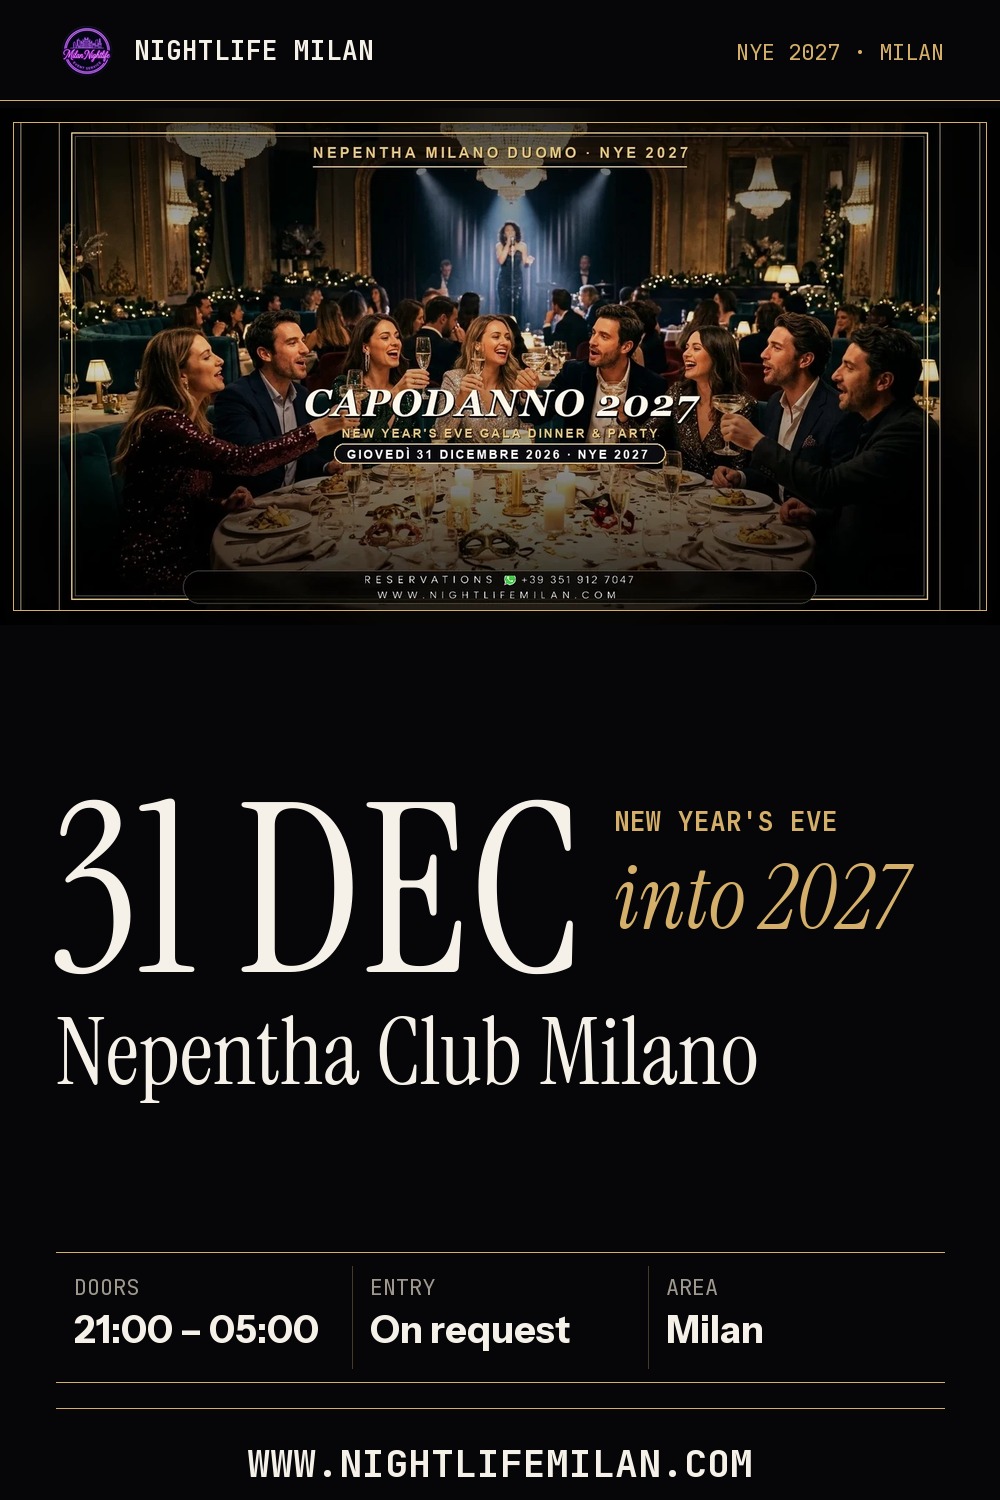 NIGHTLIFE MILAN
NYE 2027 · MILAN
Milan Nightlife
NEPENTHA MILANO DUOMO · NYE 2027
CAPODANNO 2027
NEW YEAR'S EVE GALA DINNER & PARTY
GIOVEDÌ 31 DICEMBRE 2026 · NYE 2027
RESERVATIONS +39 351 912 7047
WWW.NIGHTLIFEMILAN.COM
31 DEC
NEW YEAR'S EVE
into 2027
Nepentha Club Milano
DOORS
21:00 – 05:00
ENTRY
On request
AREA
Milan
WWW.NIGHTLIFEMILAN.COM